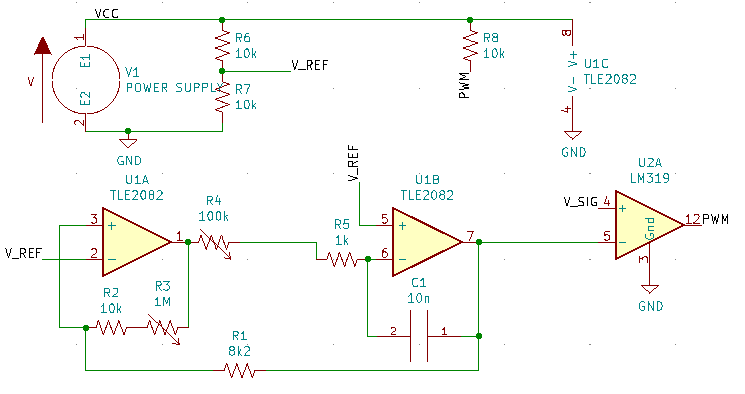 VCC
1
V
E1
E2
V1
POWER SUPPLY
2
GND
R6
10k
V_REF
R7
10k
R8
10k
PWM
8
V+
V-
4
U1C
TLE2082
GND
U1A
TLE2082
3
+
V_REF
2
-
1
R4
100k
R2
10k
R3
1M
R1
8k2
V_REF
R5
1k
U1B
TLE2082
5
+
6
-
7
C1
10n
2
1
U2A
LM319
V_SIG
4
+
5
-
Gnd
12
PWM
3
GND